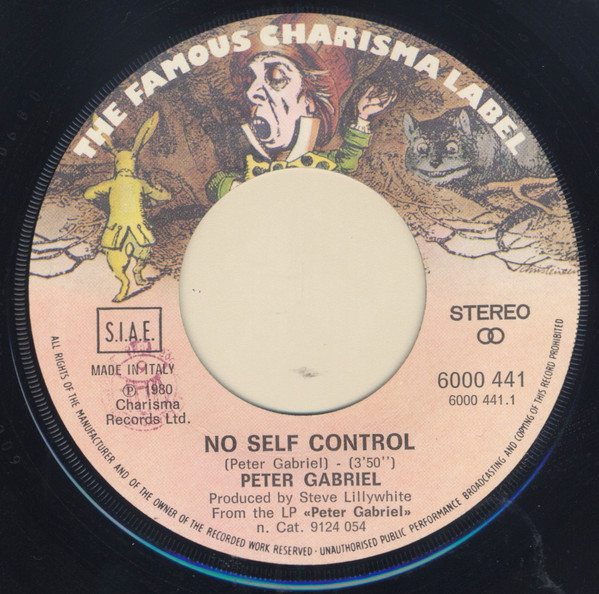 THE FAMOUS CHARISMA LABEL
S.I.A.E.
MADE IN ITALY
℗ 1980
Charisma
Records Ltd.
STEREO
6000 441
6000 441.1
NO SELF CONTROL
(Peter Gabriel) - (3'50'')
PETER GABRIEL
Produced by Steve Lillywhite
From the LP «Peter Gabriel»
n. Cat. 9124 054
ALL RIGHTS OF THE MANUFACTURER AND OF THE OWNER OF THE RECORDED WORK RESERVED - UNAUTHORISED PUBLIC PERFORMANCE BROADCASTING AND COPYING OF THIS RECORD PROHIBITED